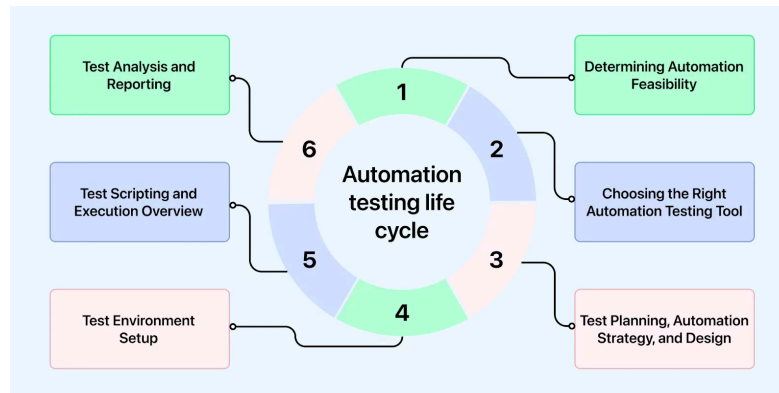 Test Analysis and
Reporting
1
Determining Automation
Feasibility
6
2
Automation
testing life
cycle
Test Scripting and
Execution Overview
Choosing the Right
Automation Testing Tool
5
3
4
Test Environment
Setup
Test Planning, Automation
Strategy, and Design